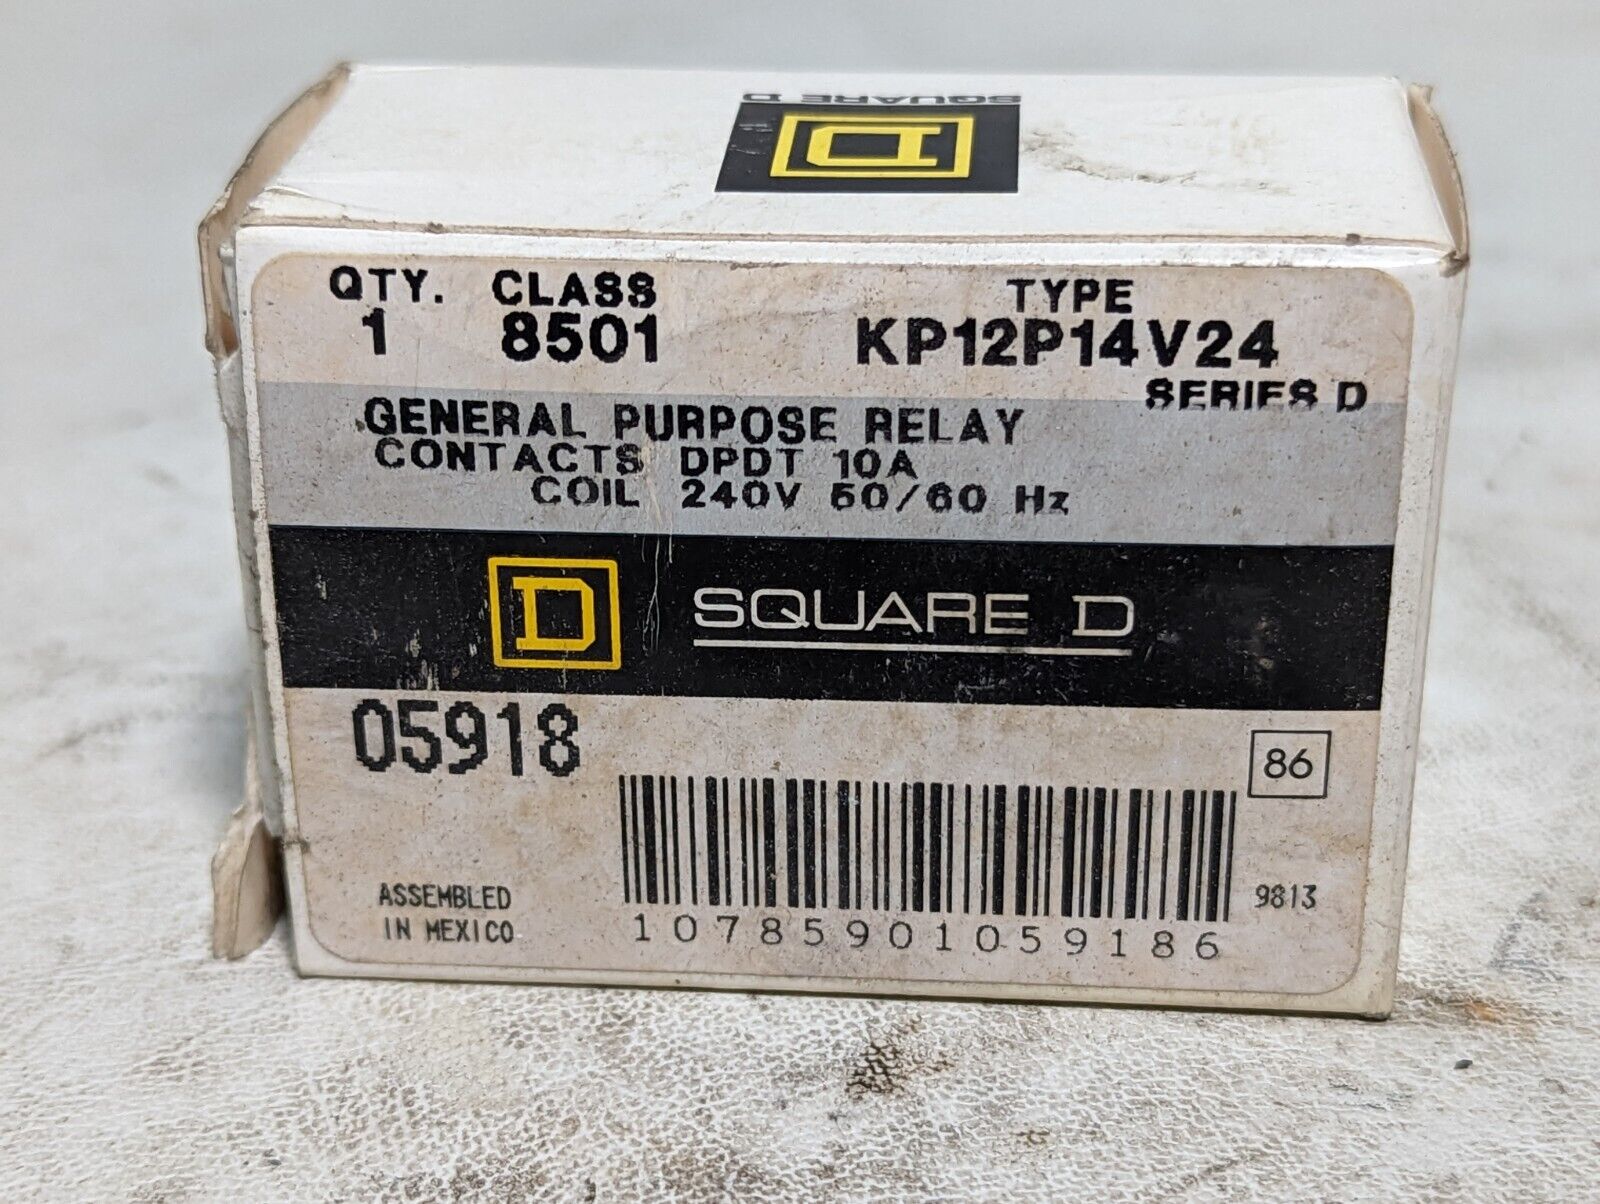 SQUARE D
D
QTY. CLASS TYPE
1 8501 KP12P14V24
SERIES D
GENERAL PURPOSE RELAY
CONTACTS DPDT 10A
COIL 240V 50/60 Hz
D SQUARE D
05918
86
ASSEMBLED
IN MEXICO
9813
10785901059186